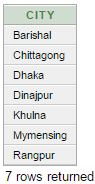 CITY
Barishal
Chittagong
Dhaka
Dinajpur
Khulna
Mymensing
Rangpur
7 rows returned